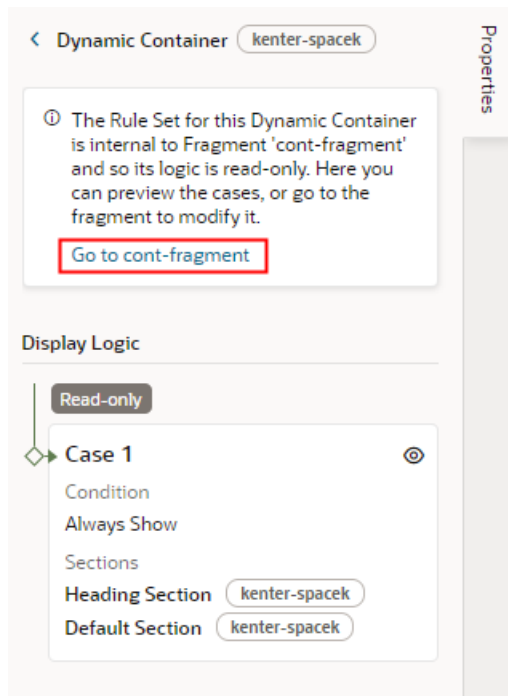 Dynamic Container kenter-spacek
Properties
The Rule Set for this Dynamic Container
is internal to Fragment 'cont-fragment'
and so its logic is read-only. Here you
can preview the cases, or go to the
fragment to modify it.
Go to cont-fragment
Display Logic
Read-only
Case 1
Condition
Always Show
Sections
Heading Section kenter-spacek
Default Section kenter-spacek